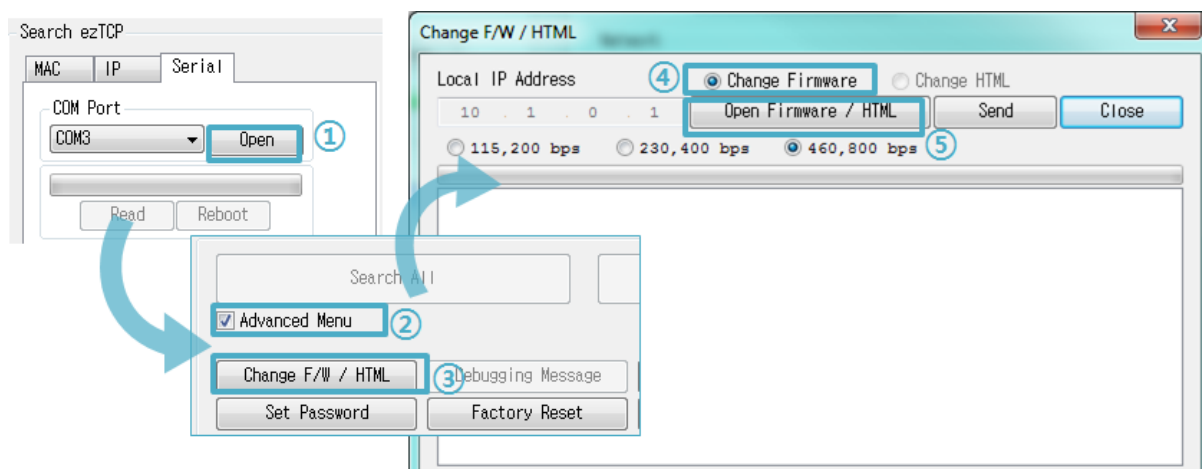 Search ezTCP
MAC IP Serial
COM Port
COM3 Open ①
Read Reboot
Search All
Advanced Menu ②
Change F/W / HTML ③ Debugging Message
Set Password Factory Reset
Change F/W / HTML
Local IP Address ④ Change Firmware Change HTML
10 . 1 . 0 . 1 Open Firmware / HTML Send Close
115,200 bps 230,400 bps 460,800 bps ⑤